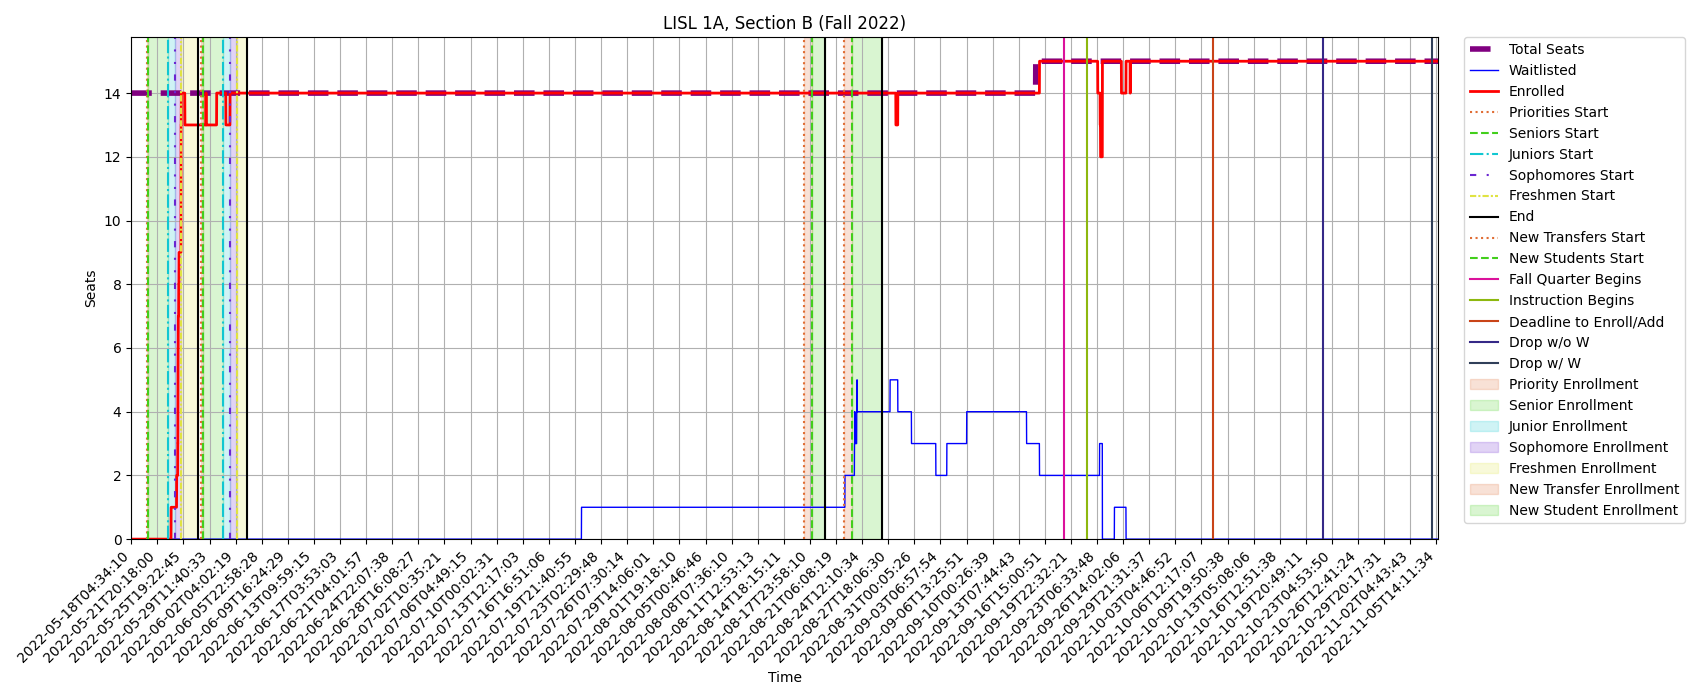 LISL 1A, Section B (Fall 2022)
Seats
14
12
10
8
6
4
2
0
2022-05-18T04:34:10
2022-05-21T20:18:00
2022-05-25T19:22:45
2022-05-29T11:40:33
2022-06-02T04:02:19
2022-06-05T22:58:28
2022-06-09T16:24:29
2022-06-13T09:59:15
2022-06-17T03:53:03
2022-06-21T04:01:57
2022-06-24T22:07:38
2022-06-28T16:08:27
2022-07-02T10:35:21
2022-07-06T04:49:15
2022-07-10T00:02:31
2022-07-13T12:17:03
2022-07-16T16:51:06
2022-07-19T21:40:55
2022-07-23T02:29:48
2022-07-26T07:30:14
2022-07-29T14:06:01
2022-08-01T19:18:10
2022-08-05T00:46:46
2022-08-08T07:36:10
2022-08-11T12:53:13
2022-08-14T18:15:11
2022-08-17T23:58:10
2022-08-21T06:08:19
2022-08-24T12:10:34
2022-08-27T18:06:30
2022-08-31T00:05:26
2022-09-03T06:57:54
2022-09-06T13:25:51
2022-09-10T00:26:39
2022-09-13T07:44:43
2022-09-16T15:00:51
2022-09-19T22:32:21
2022-09-23T06:33:48
2022-09-26T14:02:06
2022-09-29T21:31:37
2022-10-03T04:46:52
2022-10-06T12:17:07
2022-10-09T19:50:38
2022-10-13T05:08:06
2022-10-16T12:51:38
2022-10-19T20:49:11
2022-10-23T04:53:50
2022-10-26T12:41:24
2022-10-29T20:17:31
2022-11-02T04:43:43
2022-11-05T14:11:34
Time
Total Seats
Waitlisted
Enrolled
Priorities Start
Seniors Start
Juniors Start
Sophomores Start
Freshmen Start
End
New Transfers Start
New Students Start
Fall Quarter Begins
Instruction Begins
Deadline to Enroll/Add
Drop w/o W
Drop w/ W
Priority Enrollment
Senior Enrollment
Junior Enrollment
Sophomore Enrollment
Freshmen Enrollment
New Transfer Enrollment
New Student Enrollment